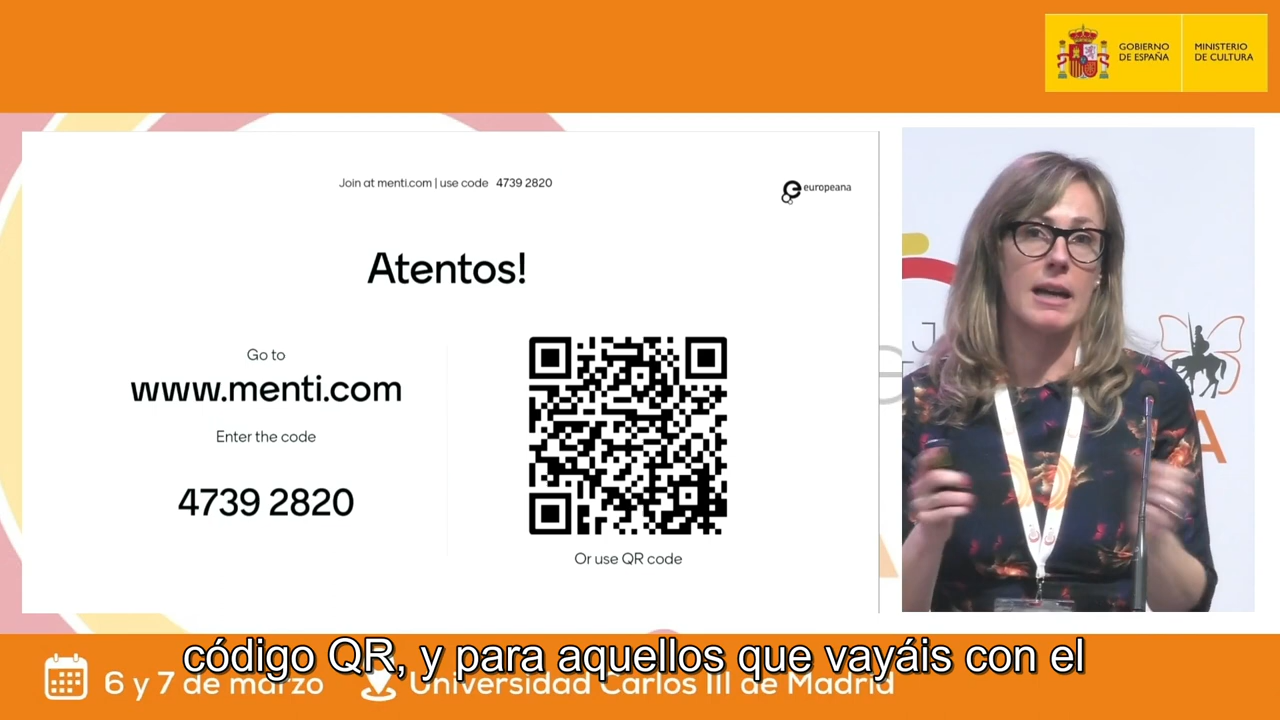 GOBIERNO
DE ESPAÑA
MINISTERIO
DE CULTURA
Join at menti.com | use code 4739 2820
europeana
Atentos!
Go to
www.menti.com
Enter the code
4739 2820
Or use QR code
código QR, y para aquellos que vayáis con el
6 y 7 de marzo
Universidad Carlos III de Madrid